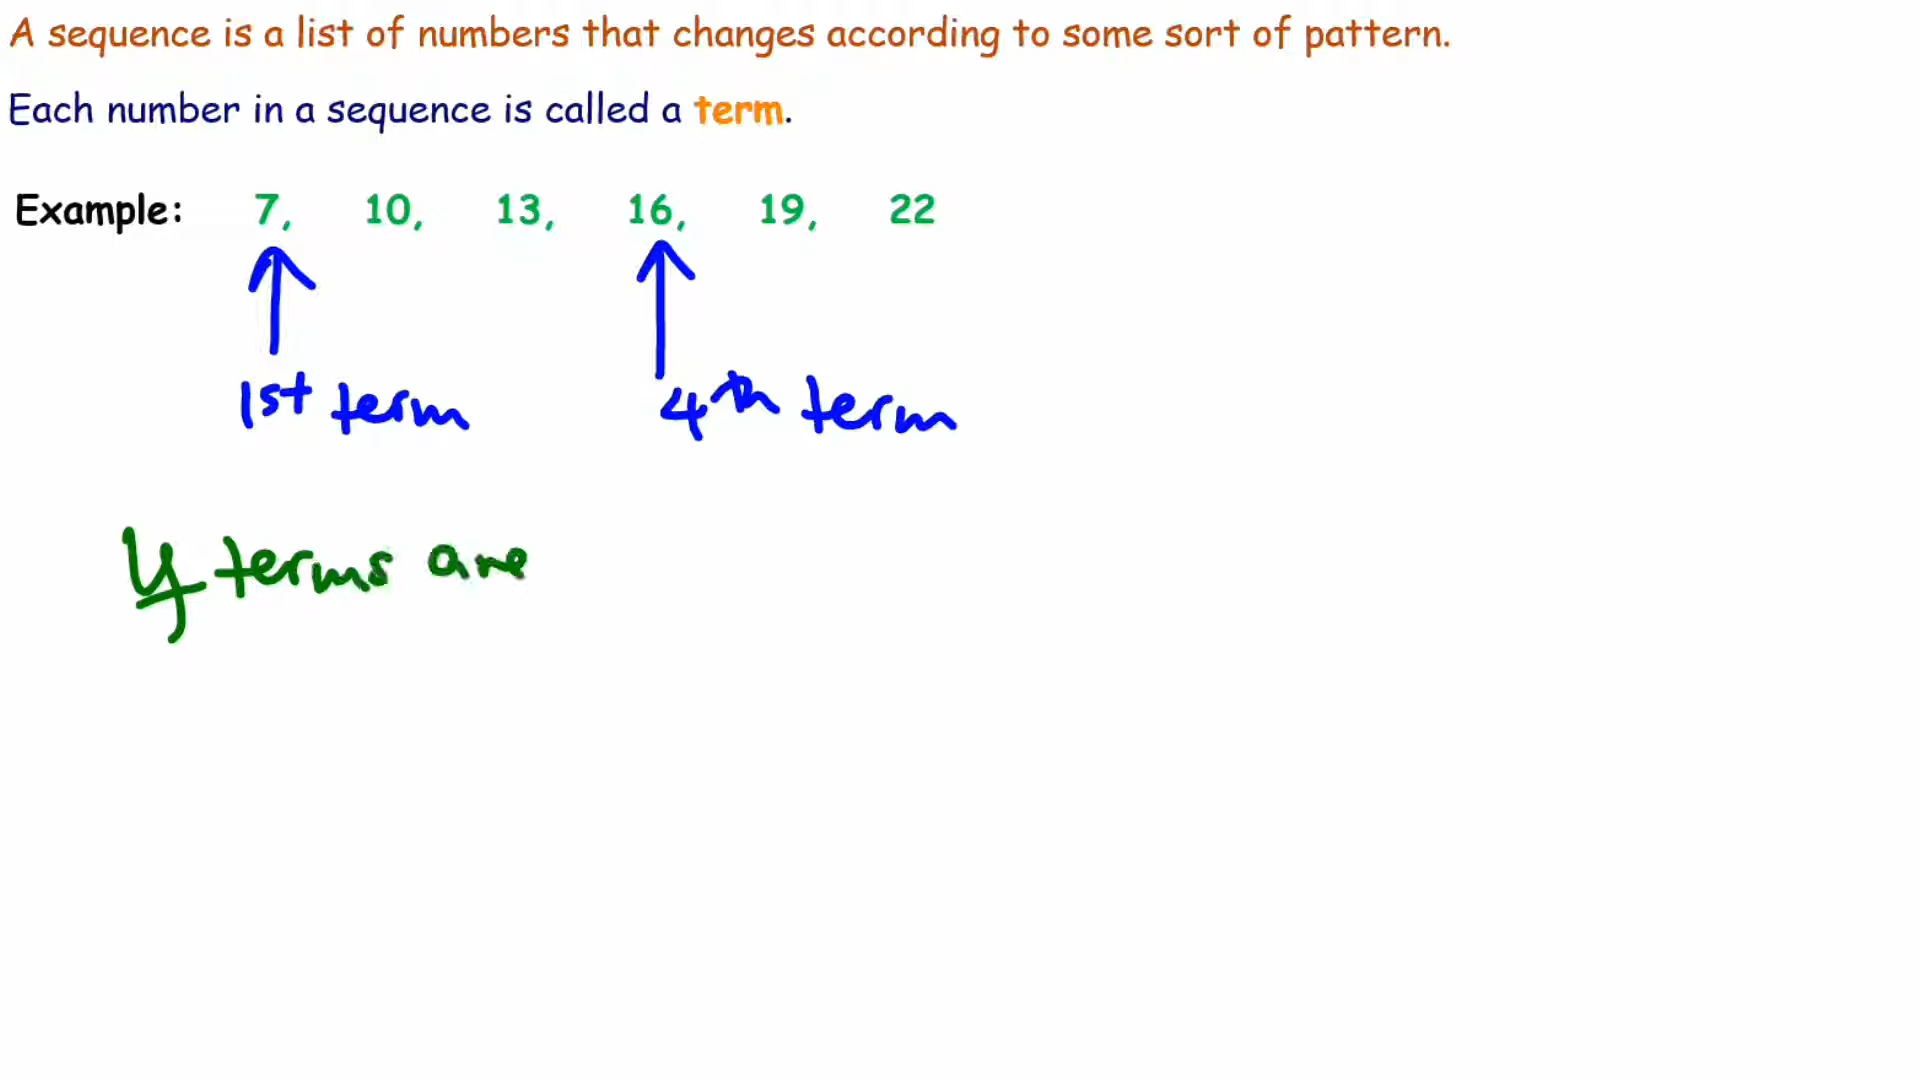 A sequence is a list of numbers that changes according to some sort of pattern.
Each number in a sequence is called a term.
Example: 7, 10, 13, 16, 19, 22
1st term 4th term
If terms are